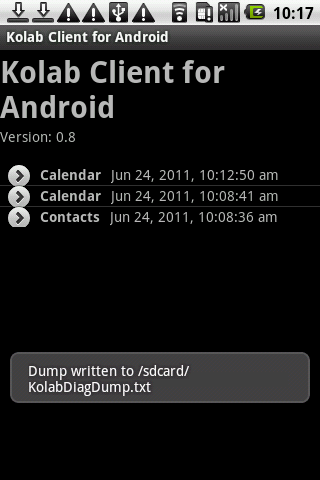 10:17
Kolab Client for Android
Kolab Client for
Android
Version: 0.8
Calendar Jun 24, 2011, 10:12:50 am
Calendar Jun 24, 2011, 10:08:41 am
Contacts Jun 24, 2011, 10:08:36 am
Dump written to /sdcard/
KolabDiagDump.txt